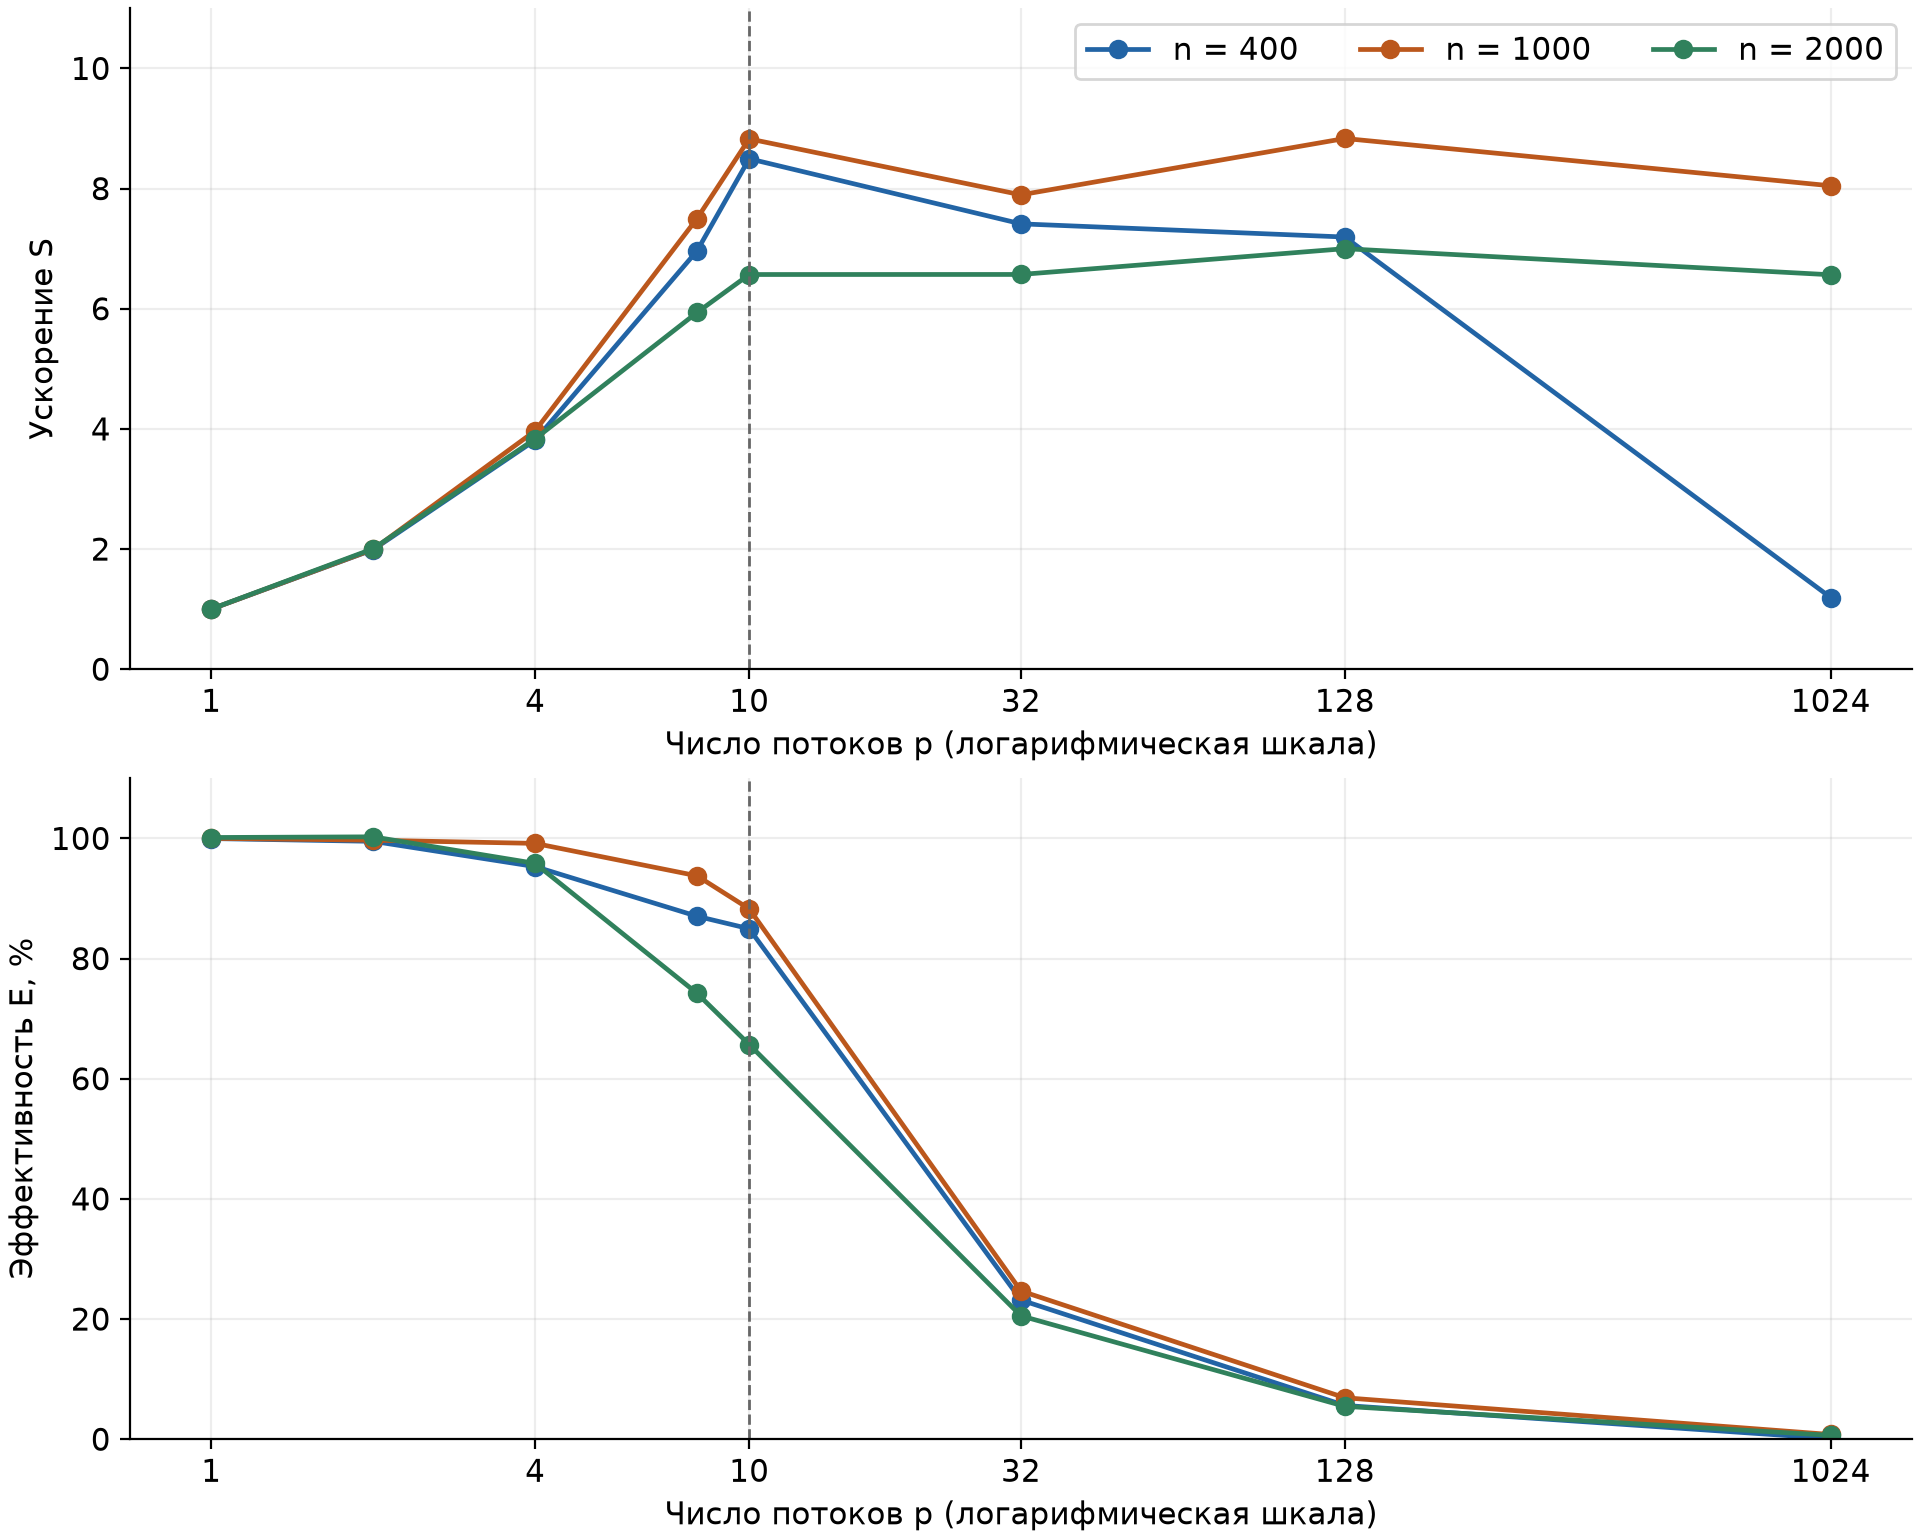 n = 400 n = 1000 n = 2000
10
8
6
4
2
0
Ускорение S
1 4 10 32 128 1024
Число потоков p (логарифмическая шкала)
100
80
60
40
20
0
Эффективность E, %
1 4 10 32 128 1024
Число потоков p (логарифмическая шкала)